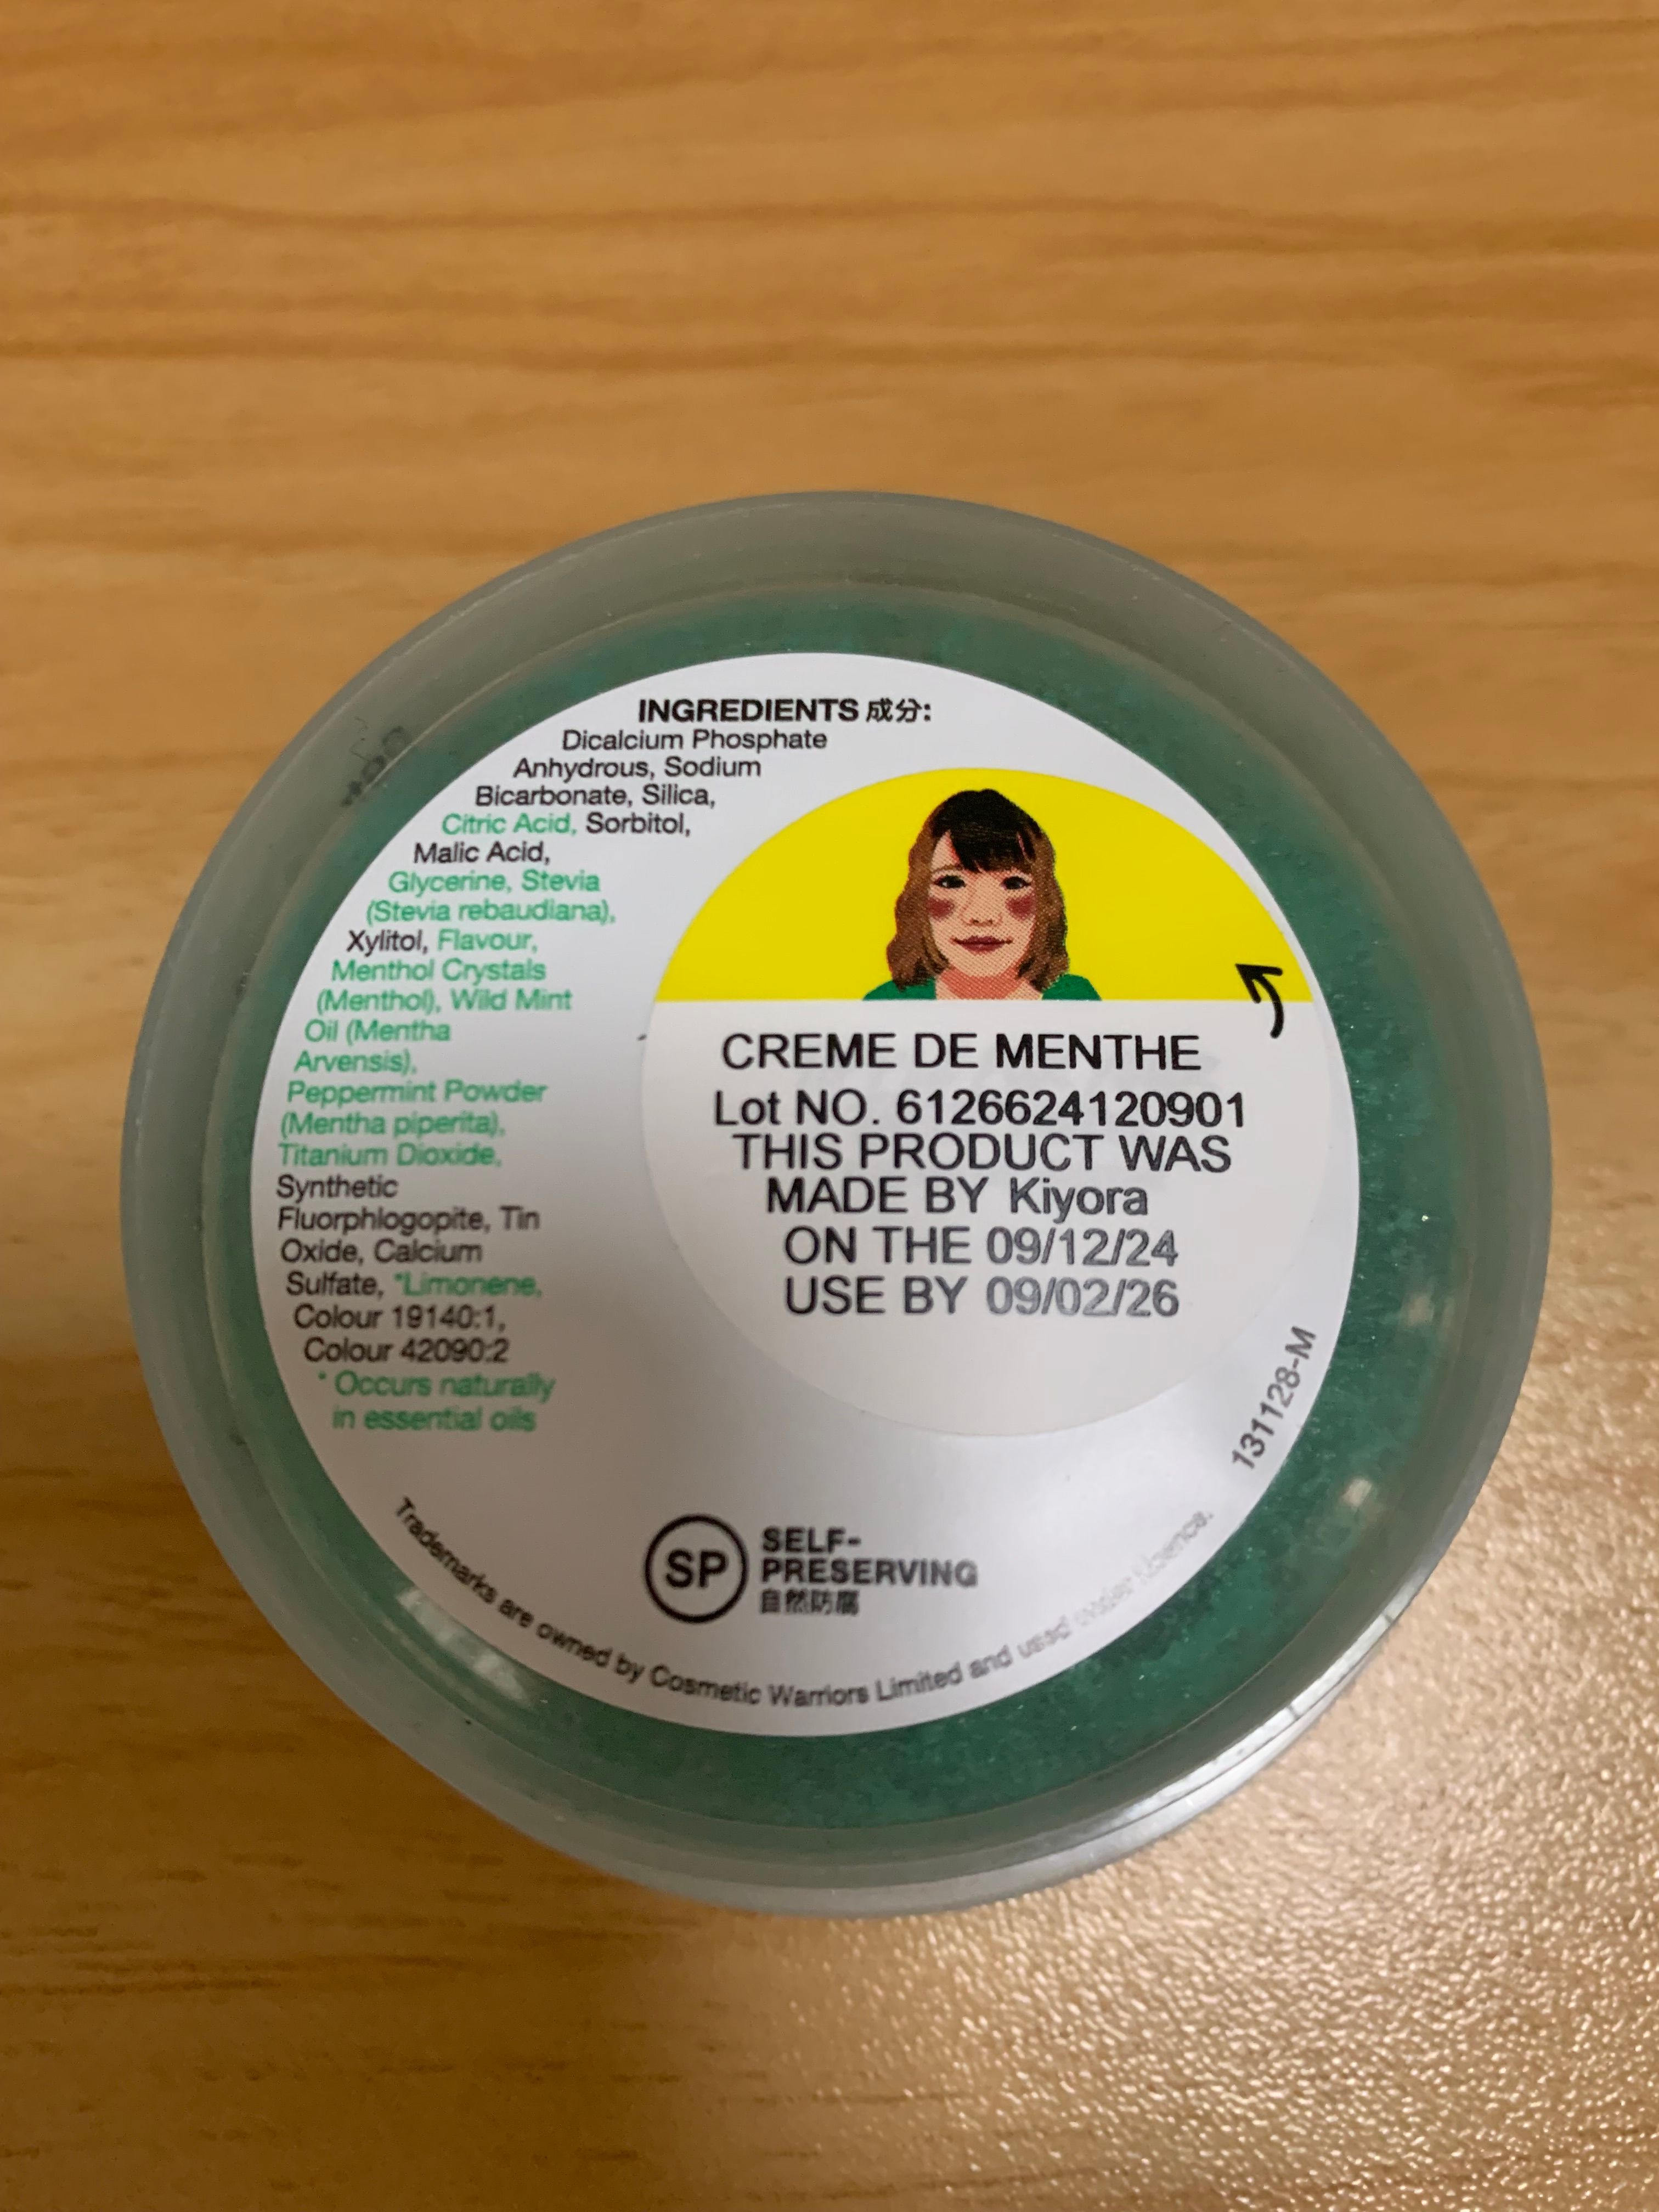 INGREDIENTS 成分:
Dicalcium Phosphate
Anhydrous, Sodium
Bicarbonate, Silica,
Citric Acid, Sorbitol,
Malic Acid,
Glycerine, Stevia
(Stevia rebaudiana),
Xylitol, Flavour,
Menthol Crystals
(Menthol), Wild Mint
Oil (Mentha
Arvensis),
Peppermint Powder
(Mentha piperita),
Titanium Dioxide,
Synthetic
Fluorphlogopite, Tin
Oxide, Calcium
Sulfate, *Limonene,
Colour 19140:1,
Colour 42090:2
* Occurs naturally
in essential oils
CREME DE MENTHE
Lot NO. 6126624120901
THIS PRODUCT WAS
MADE BY Kiyora
ON THE 09/12/24
USE BY 09/02/26
131128-M
SP
SELF-
PRESERVING
自然防腐
Trademarks are owned by Cosmetic Warriors Limited and used under licence.